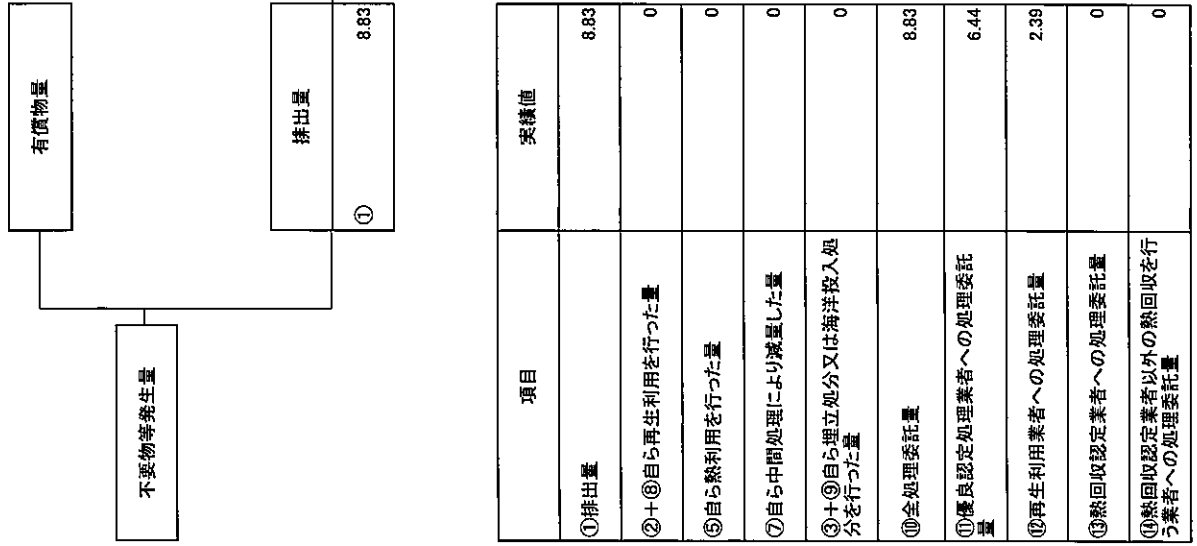 不要物等発生量
有償物量
排出量
① 8.83
項目 実績値
①排出量 8.83
②+⑧自ら再生利用を行った量 0
⑤自ら熱利用を行った量 0
⑦自ら中間処理により減量した量 0
③+⑨自ら埋立処分又は海洋投入処
分を行った量 0
⑩全処理委託量 8.83
⑪優良認定処理業者への処理委託
量 6.44
⑫再生利用業者への処理委託量 2.39
⑬熱回収認定業者への処理委託量 0
⑭熱回収認定業者以外の熱回収を行
う業者への処理委託量 0